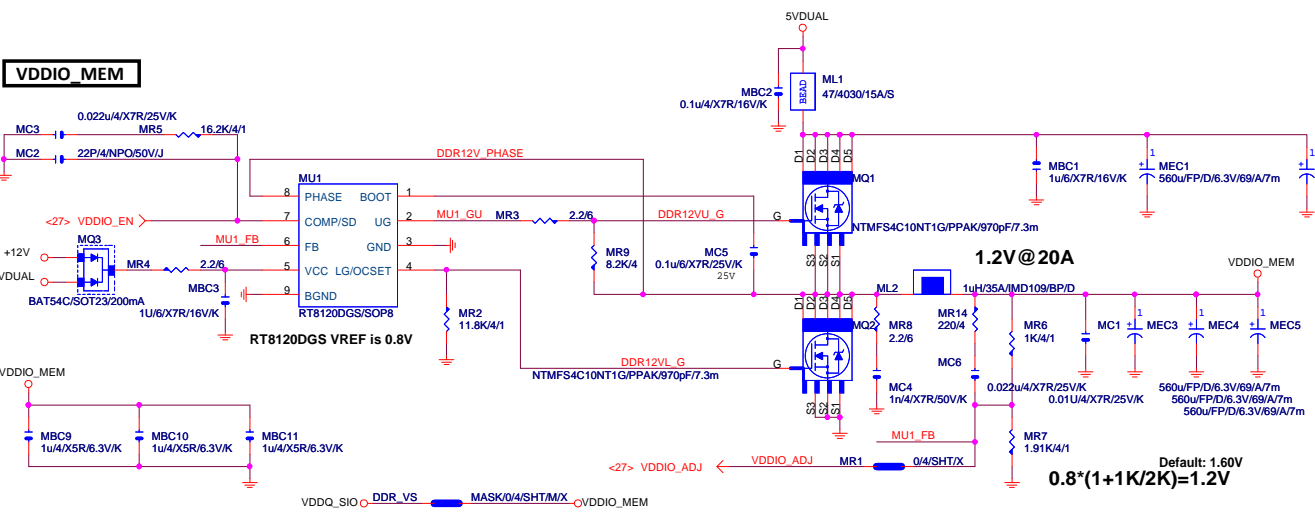 5VDUAL
VDDIO_MEM
MBC2
0.1u/4/X7R/16V/K
BEAD
ML1
47/4030/15A/S
0.022u/4/X7R/25V/K
MC3
MR5
16.2K/4/1
MC2
22P/4/NPO/50V/J
DDR12V_PHASE
D1
D2
D3
D4
D5
MBC1
1u/6/X7R/16V/K
1
MEC1
560u/FP/D/6.3V/69/A/7m
1
MU1
8 PHASE BOOT 1
7 COMP/SD UG 2
6 FB GND 3
5 VCC LG/OCSET 4
9 BGND
RT8120DGS/SOP8
RT8120DGS VREF is 0.8V
<27> VDDIO_EN
MU1_FB
MU1_GU
MR3
2.2/6
DDR12VU_G
G
MQ1
NTMFS4C10NT1G/PPAK/970pF/7.3m
S3
S2
S1
+12V
MQ3
VDUAL
BAT54C/SOT23/200mA
MR4
2.2/6
MBC3
1U/6/X7R/16V/K
MR9
8.2K/4
MC5
0.1u/6/X7R/25V/K
25V
1.2V@20A
VDDIO_MEM
ML2
1uH/35A/IMD109/BP/D
MR2
11.8K/4/1
D1
D2
D3
D4
D5
MQ2
MR8
2.2/6
MR14
220/4
MR6
1K/4/1
MC1
1
MEC3
1
MEC4
1
MEC5
DDR12VL_G
G
NTMFS4C10NT1G/PPAK/970pF/7.3m
S3
S2
S1
MC4
1n/4/X7R/50V/K
MC6
0.022u/4/X7R/25V/K
0.01U/4/X7R/25V/K
560u/FP/D/6.3V/69/A/7m
560u/FP/D/6.3V/69/A/7m
560u/FP/D/6.3V/69/A/7m
VDDIO_MEM
MBC9
1u/4/X5R/6.3V/K
MBC10
1u/4/X5R/6.3V/K
MBC11
1u/4/X5R/6.3V/K
MU1_FB
MR7
1.91K/4/1
<27> VDDIO_ADJ
VDDIO_ADJ
MR1
0/4/SHT/X
Default: 1.60V
0.8*(1+1K/2K)=1.2V
VDDQ_SIO
DDR_VS
MASK/0/4/SHT/M/X
VDDIO_MEM